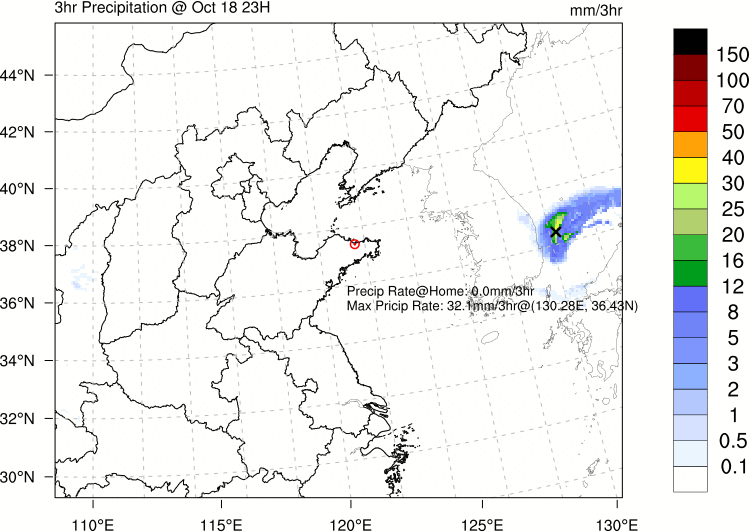 3hr Precipitation @ Oct 18 23H
mm/3hr
44°N
42°N
40°N
38°N
36°N
34°N
32°N
30°N
110°E
115°E
120°E
125°E
130°E
Precip Rate@Home: 0.0mm/3hr
Max Pricip Rate: 32.1mm/3hr@(130.28E, 36.43N)
150
100
70
50
40
30
25
20
16
12
8
5
3
2
1
0.5
0.1